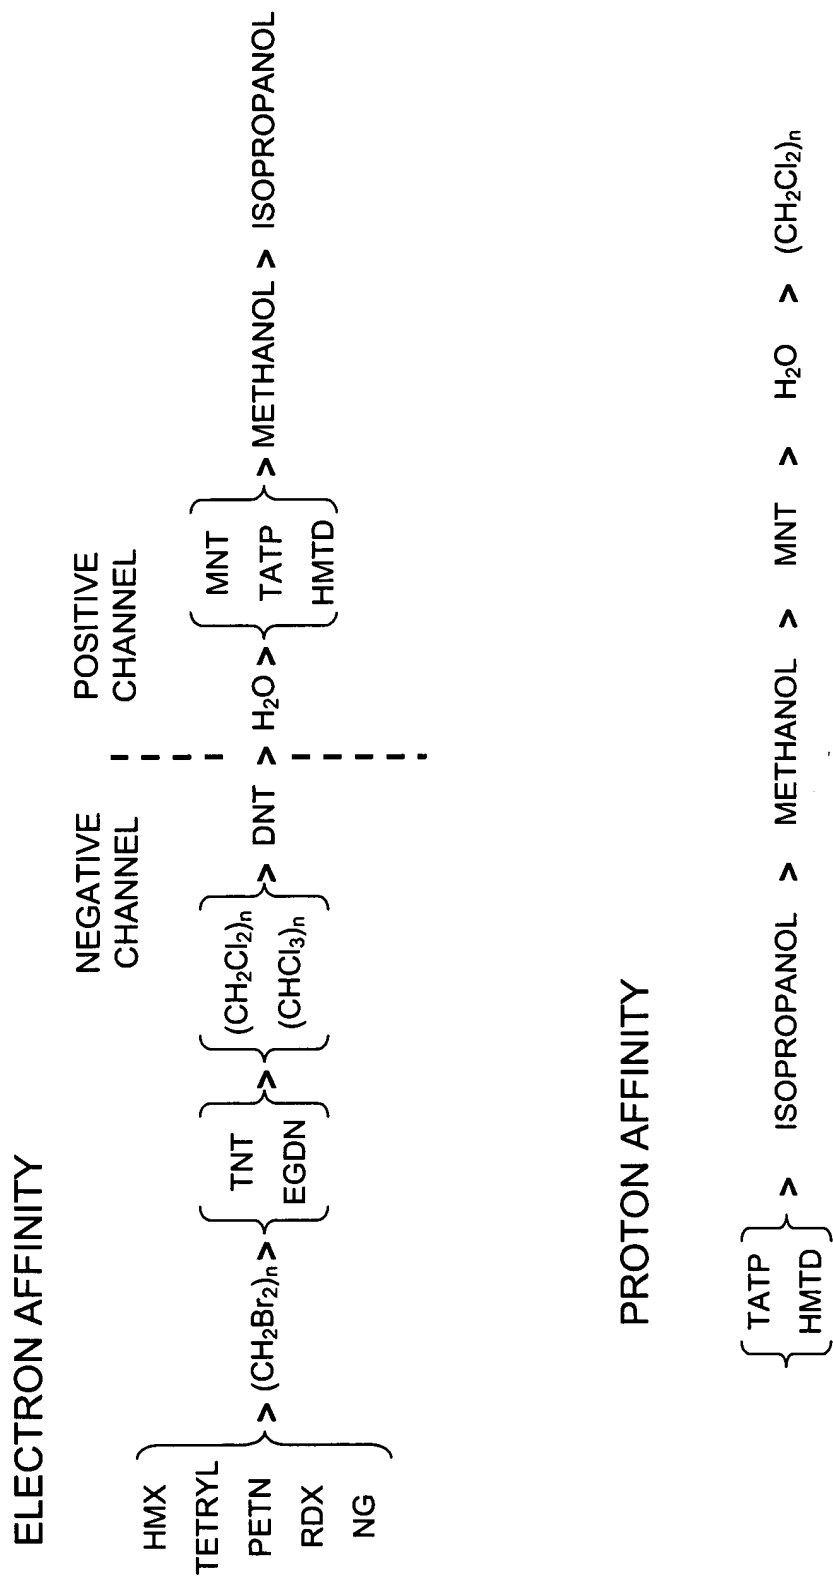 ELECTRON AFFINITY
NEGATIVE
CHANNEL
POSITIVE
CHANNEL
HMX
TETRYL
PETN
RDX
NG
> (CH₂Br₂)ₙ >
TNT
EGDN
>
(CH₂Cl₂)ₙ
(CHCl₃)ₙ
> DNT > H₂O >
MNT
TATP
HMTD
> METHANOL > ISOPROPANOL
PROTON AFFINITY
TATP
HMTD
> ISOPROPANOL > METHANOL > MNT > H₂O > (CH₂Cl₂)ₙ